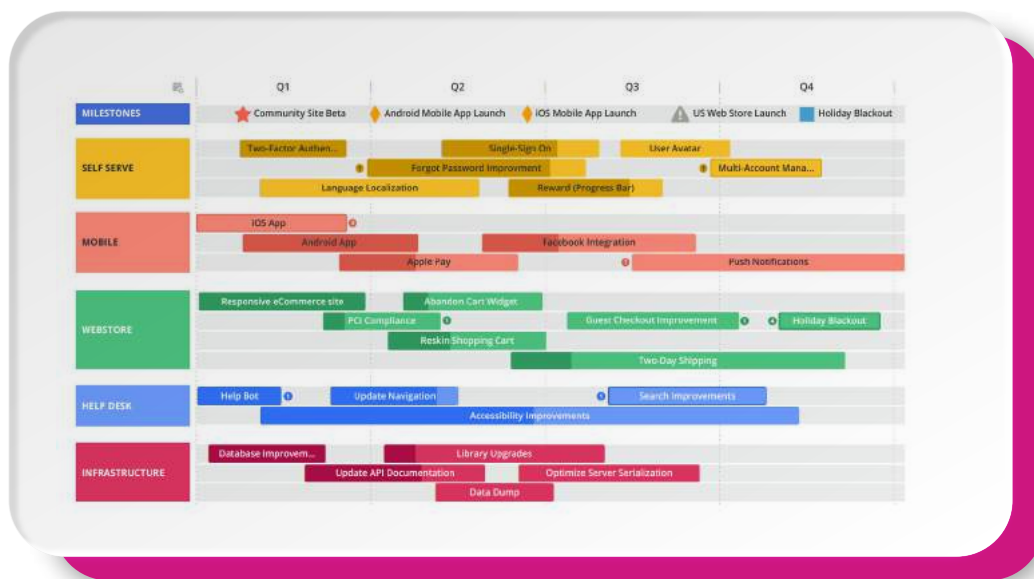 Q1 Q2 Q3 Q4
MILESTONES Community Site Beta Android Mobile App Launch iOS Mobile App Launch US Web Store Launch Holiday Blackout
Two-Factor Authen... Single-Sign On User Avatar
SELF SERVE Forgot Password Improvment Multi-Account Mana...
Language Localization Reward (Progress Bar)
iOS App
MOBILE Android App Facebook Integration
Apple Pay Push Notifications
Responsive eCommerce site Abandon Cart Widget
PCI Compliance Guest Checkout Improvement Holiday Blackout
WEBSTORE Reskin Shopping Cart
Two-Day Shipping
Help Bot Update Navigation Search Improvements
HELP DESK Accessibility Improvements
Database Improvem... Library Upgrades
INFRASTRUCTURE Update API Documentation Optimize Server Serialization
Data Dump